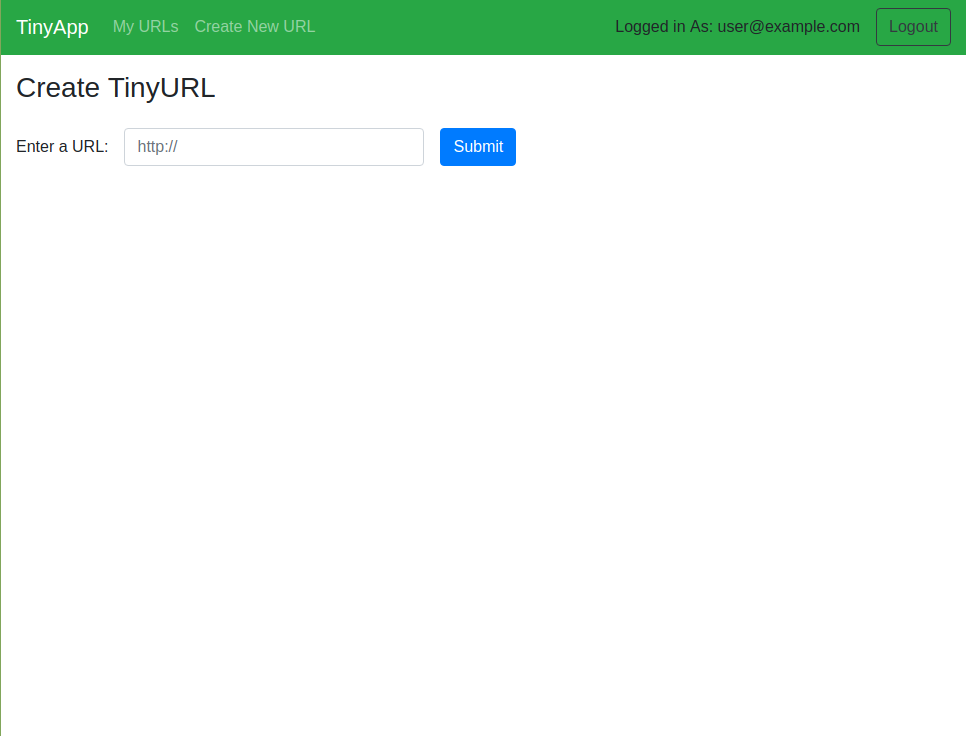 TinyApp My URLs Create New URL Logged in As: user@example.com Logout
Create TinyURL
Enter a URL: http:// Submit